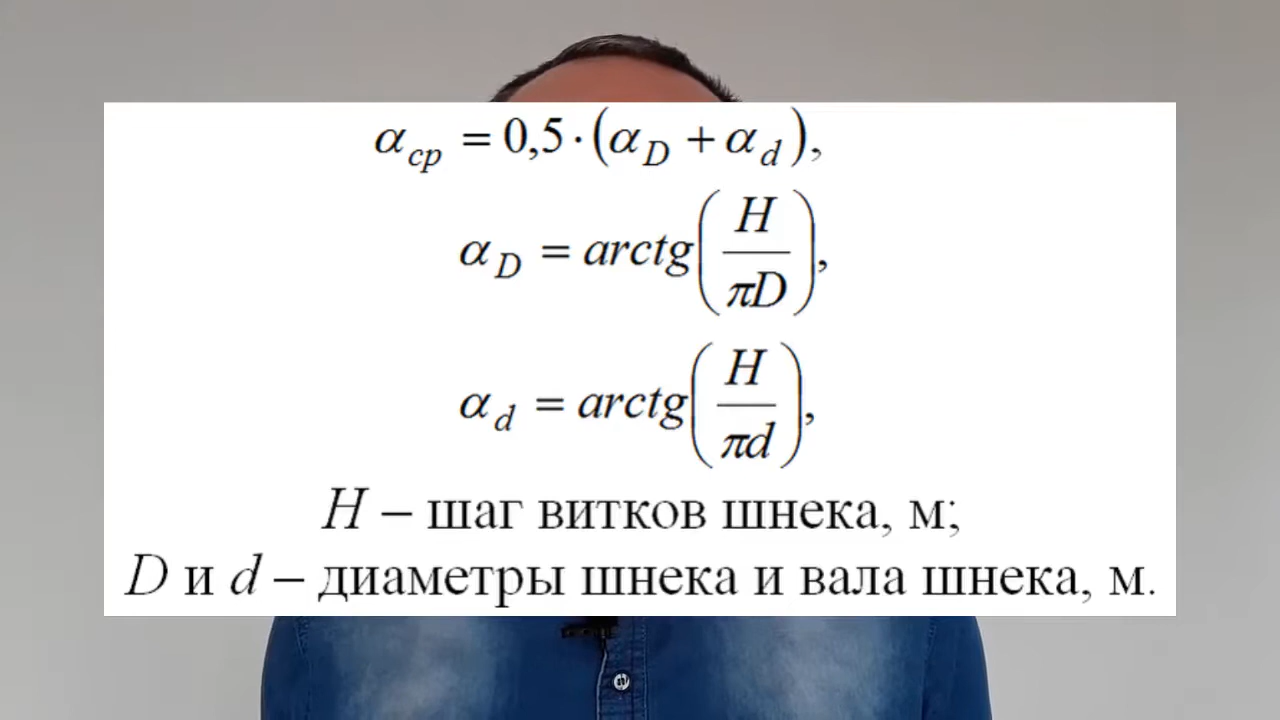 α_ср = 0,5·(α_D + α_d),
α_D = arctg(H/πD),
α_d = arctg(H/πd),
H – шаг витков шнека, м;
D и d – диаметры шнека и вала шнека, м.